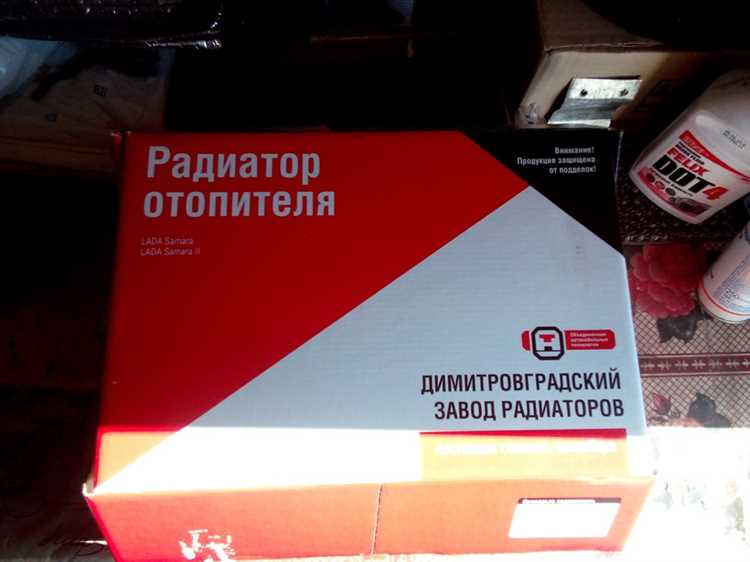 Радиатор
отопителя
LADA Samara
LADA Samara II
Внимание!
Продукция защищена
от подделок!
Объединенные
автомобильные
технологии
ДИМИТРОВГРАДСКИЙ
ЗАВОД РАДИАТОРОВ
FELIX
DOT4